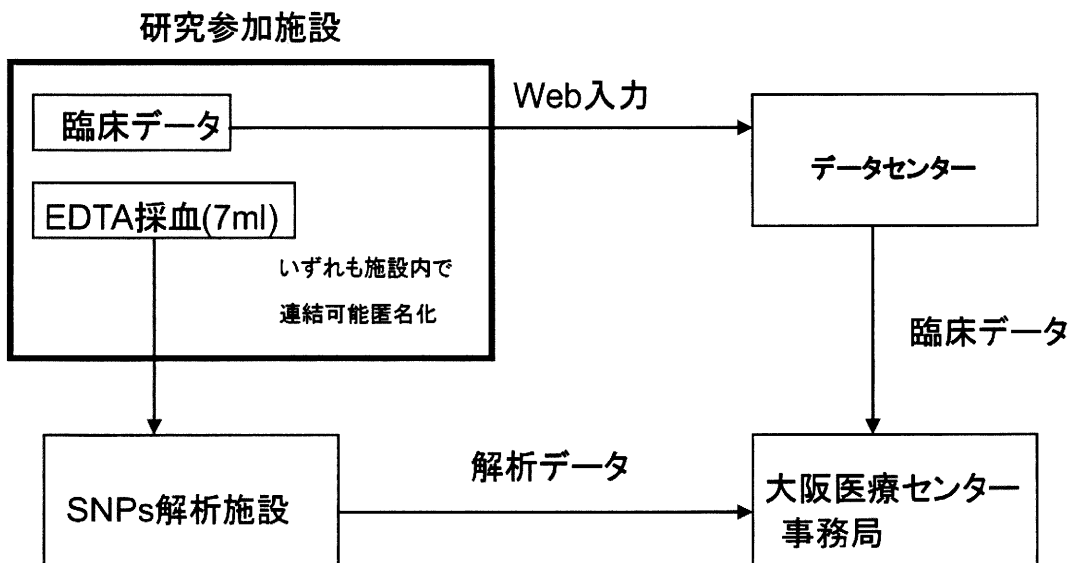 研究参加施設
臨床データ
Web入力
データセンター
EDTA採血(7ml)
いずれも施設内で
連結可能匿名化
臨床データ
SNPs解析施設
解析データ
大阪医療センター
事務局